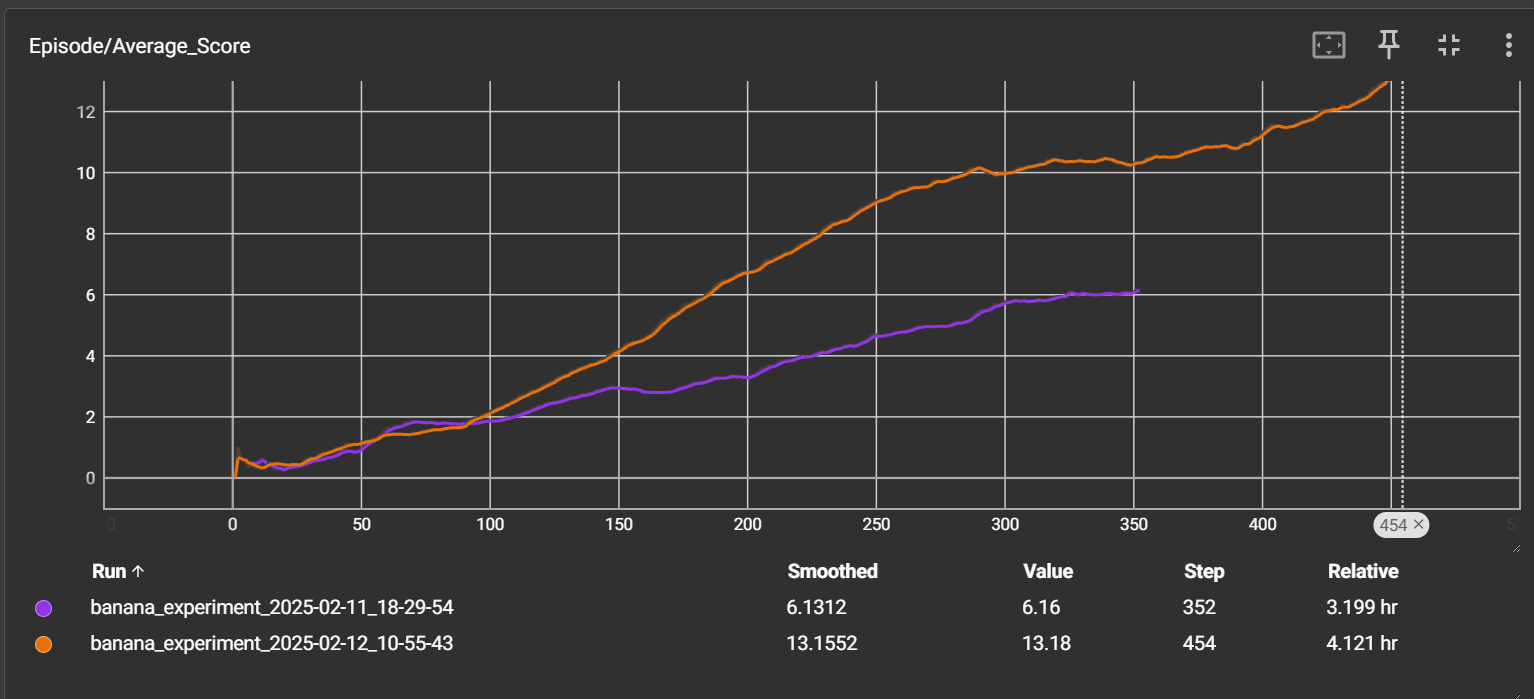 Episode/Average_Score
12
10
8
6
4
2
0
0 0 50 100 150 200 250 300 350 400 454 ×
Run ↑ Smoothed Value Step Relative
banana_experiment_2025-02-11_18-29-54 6.1312 6.16 352 3.199 hr
banana_experiment_2025-02-12_10-55-43 13.1552 13.18 454 4.121 hr